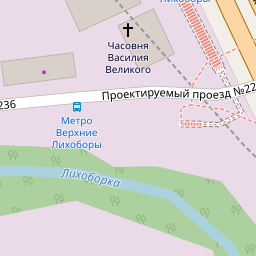 Лихоборы
Часовня
Василия
Великого
Проектируемый проезд №22
236
Метро
Верхние
Лихоборы
Лихоборка